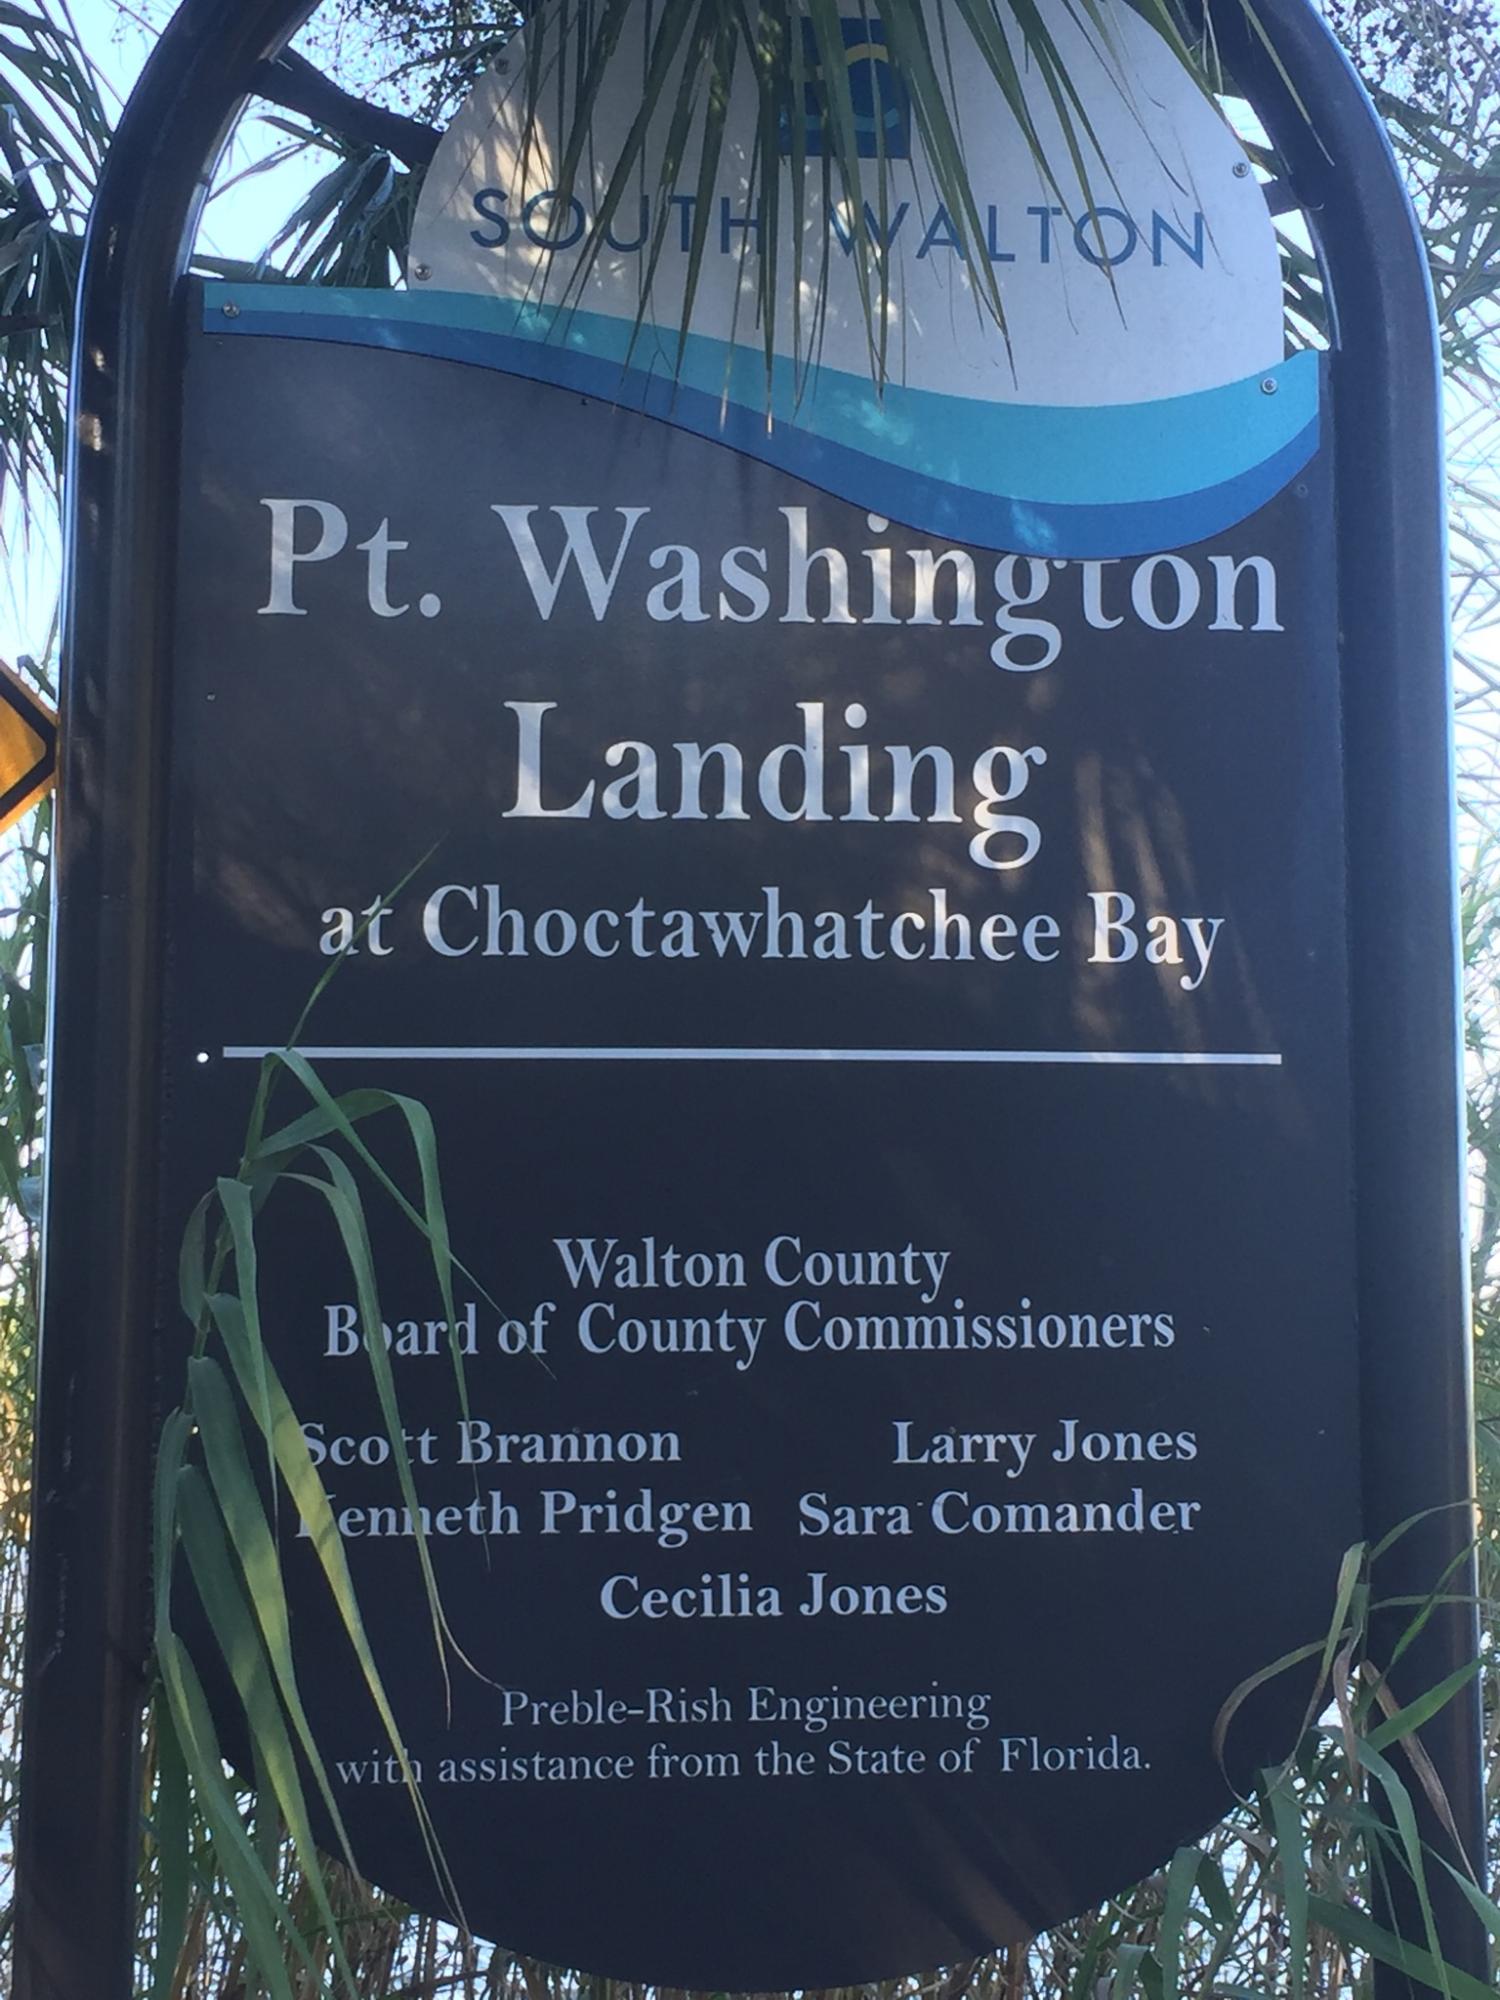 SOUTH WALTON
Pt. Washington
Landing
at Choctawhatchee Bay
Walton County
Board of County Commissioners
Scott Brannon Larry Jones
Kenneth Pridgen Sara Comander
Cecilia Jones
Preble-Rish Engineering
with assistance from the State of Florida.